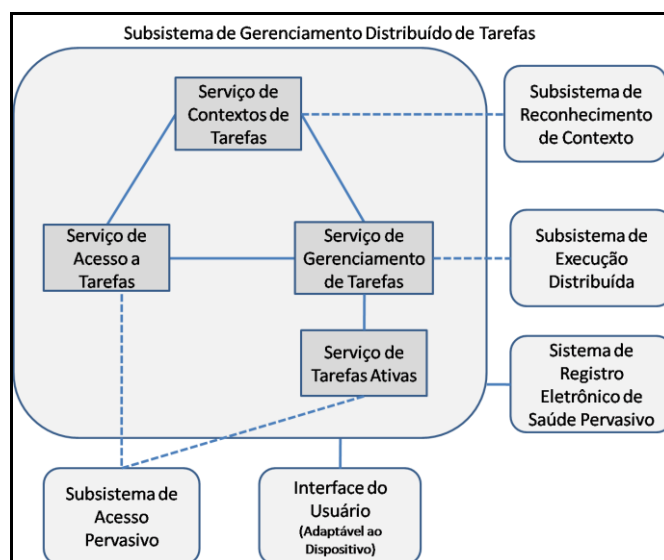 Subsistema de Gerenciamento Distribuído de Tarefas
Serviço de
Contextos de
Tarefas
Subsistema de
Reconhecimento
de Contexto
Serviço de
Acesso a
Tarefas
Serviço de
Gerenciamento
de Tarefas
Subsistema de
Execução
Distribuída
Serviço de
Tarefas Ativas
Sistema de
Registro
Eletrônico de
Saúde Pervasivo
Subsistema de
Acesso
Pervasivo
Interface do
Usuário
(Adaptável ao
Dispositivo)